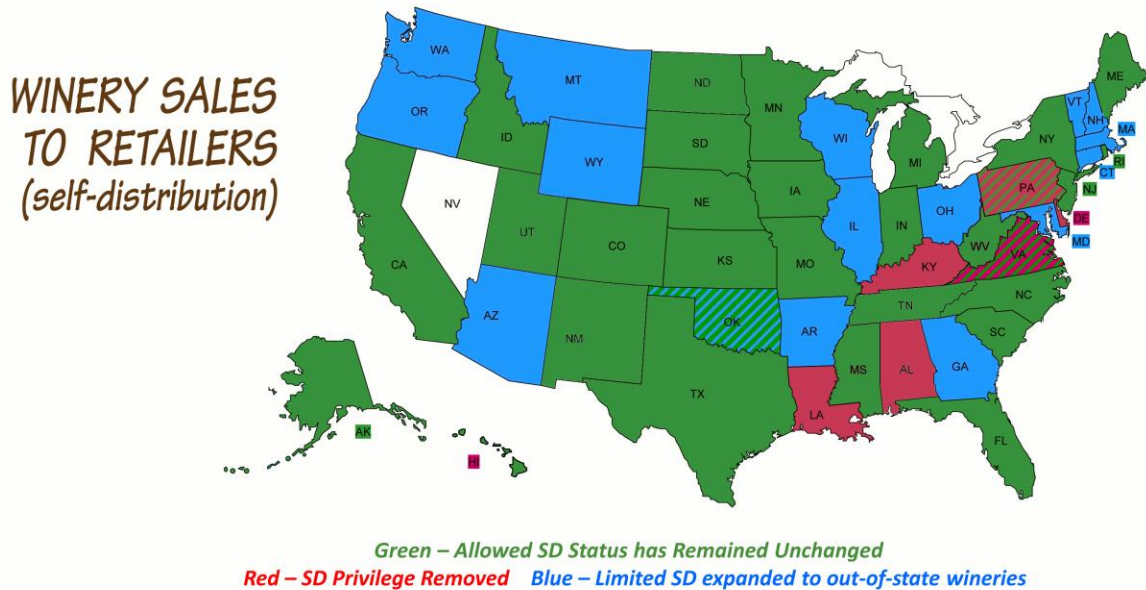 WINERY SALES
TO RETAILERS
(self-distribution)
WA
OR
CA
NV
ID
MT
WY
UT
AZ
CO
NM
ND
SD
NE
KS
OK
TX
MN
IA
MO
AR
LA
WI
IL
MS
MI
IN
KY
TN
AL
OH
WV
VA
NC
SC
GA
FL
PA
NY
VT
NH
ME
MA
RI
CT
NJ
DE
MD
AK
HI
Green – Allowed SD Status has Remained Unchanged
Red – SD Privilege Removed Blue – Limited SD expanded to out-of-state wineries